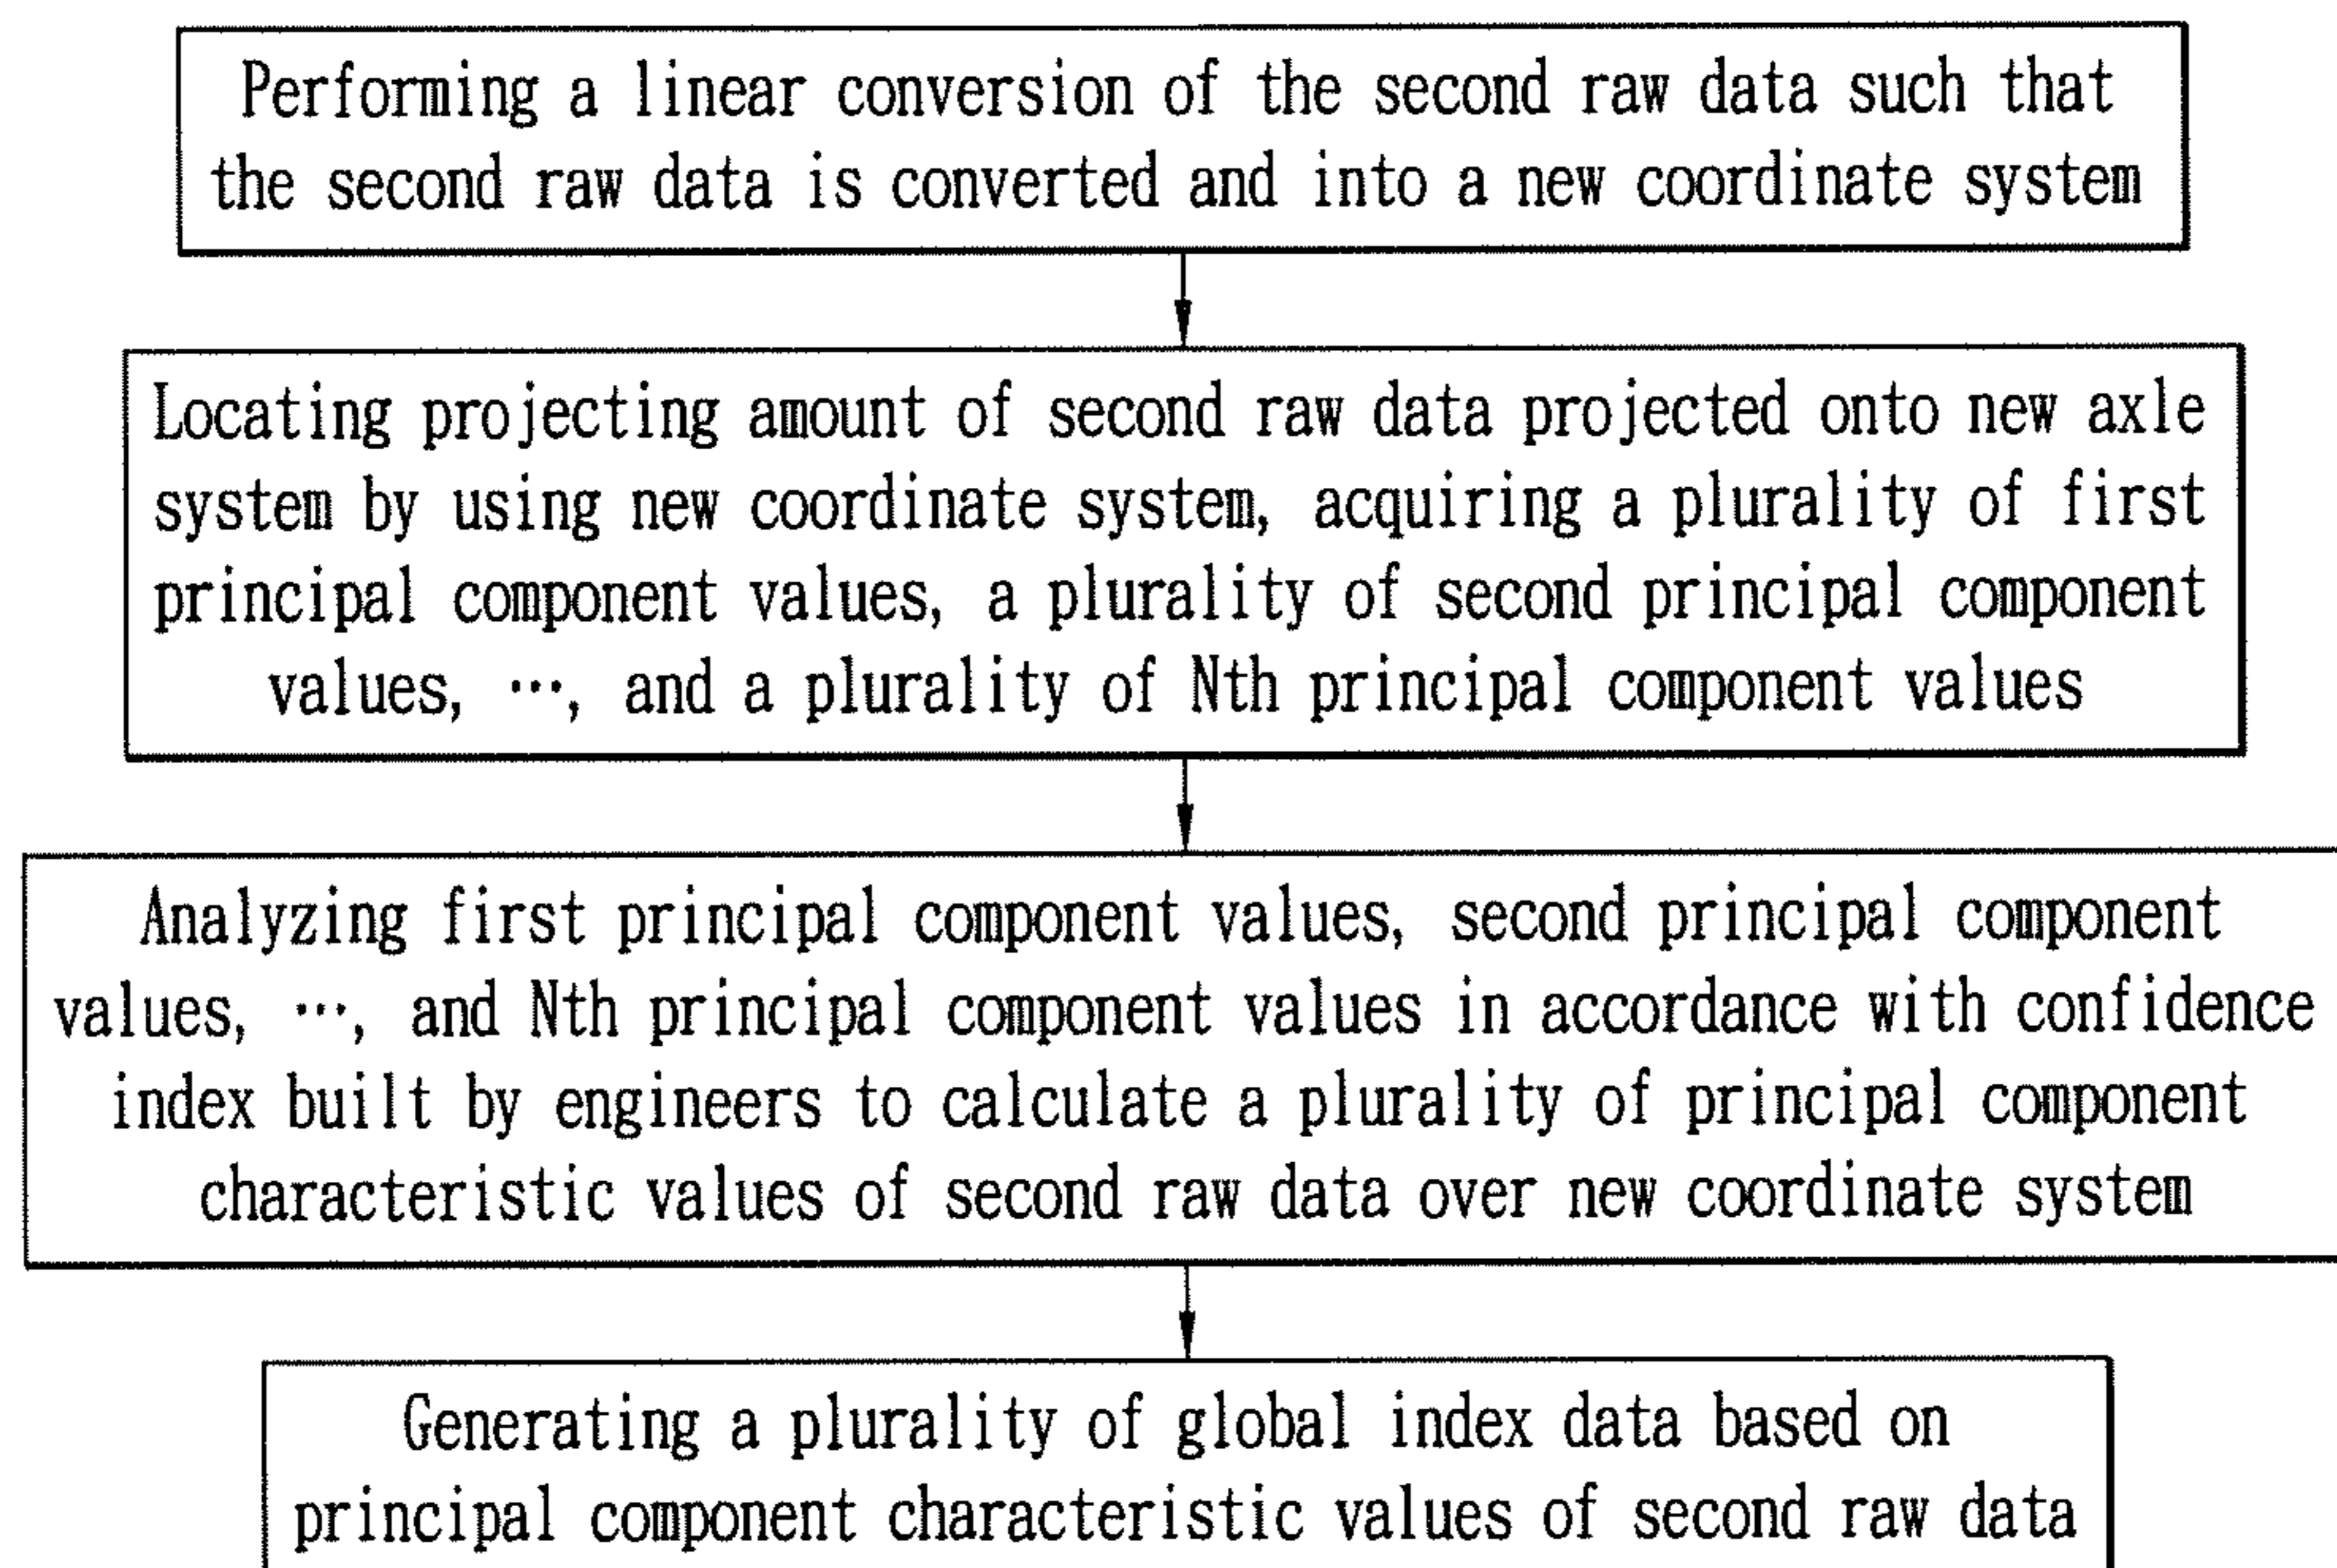 Performing a linear conversion of the second raw data such that
the second raw data is converted and into a new coordinate system
Locating projecting amount of second raw data projected onto new axle
system by using new coordinate system, acquiring a plurality of first
principal component values, a plurality of second principal component
values, ⋯, and a plurality of Nth principal component values
Analyzing first principal component values, second principal component
values, ⋯, and Nth principal component values in accordance with confidence
index built by engineers to calculate a plurality of principal component
characteristic values of second raw data over new coordinate system
Generating a plurality of global index data based on
principal component characteristic values of second raw data